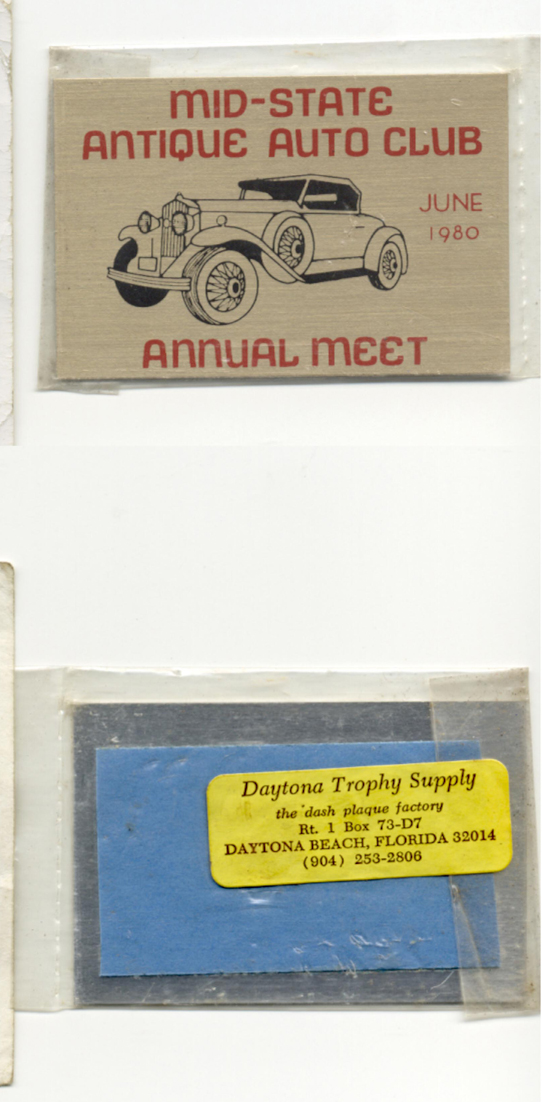 MID-STATE
ANTIQUE AUTO CLUB
JUNE
1980
ANNUAL MEET
Daytona Trophy Supply
the dash plaque factory
Rt. 1 Box 73-D7
DAYTONA BEACH, FLORIDA 32014
(904) 253-2806